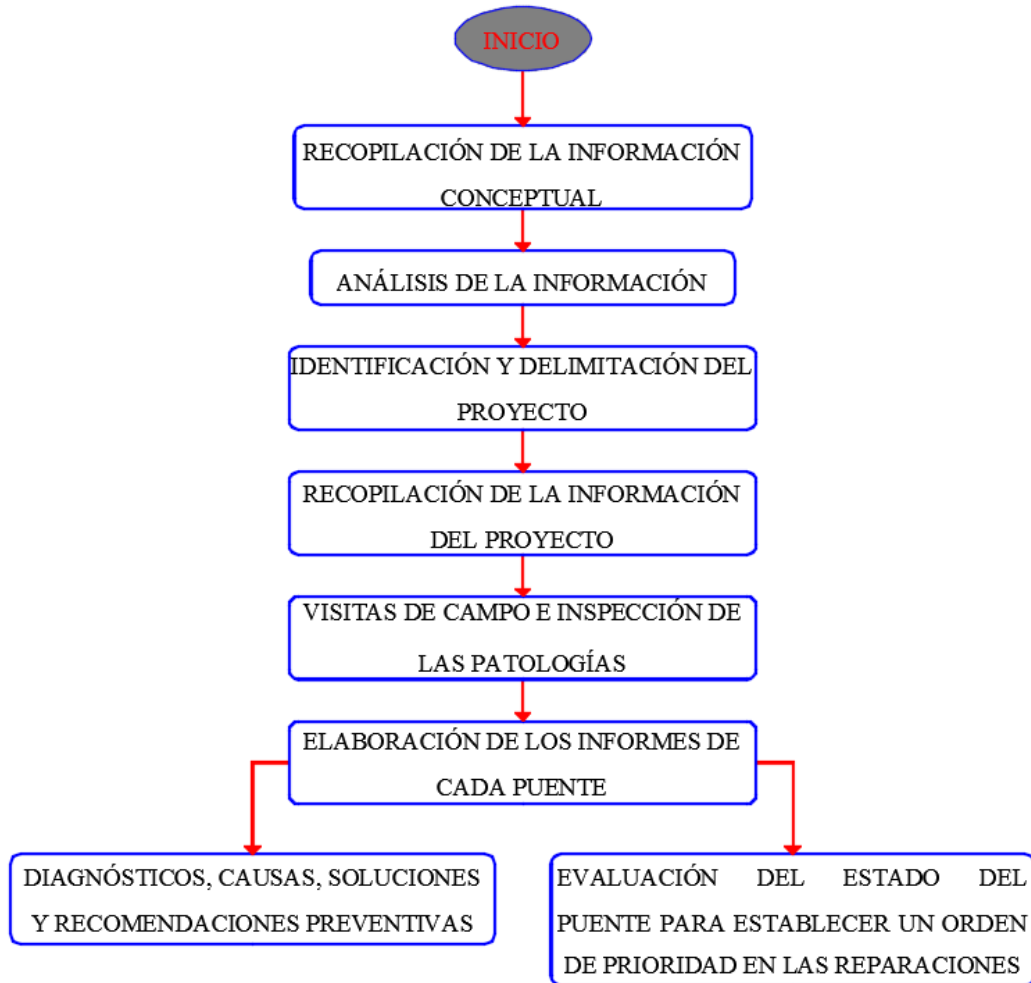 INICIO
RECOPILACIÓN DE LA INFORMACIÓN
CONCEPTUAL
ANÁLISIS DE LA INFORMACIÓN
IDENTIFICACIÓN Y DELIMITACIÓN DEL
PROYECTO
RECOPILACIÓN DE LA INFORMACIÓN
DEL PROYECTO
VISITAS DE CAMPO E INSPECCIÓN DE
LAS PATOLOGÍAS
ELABORACIÓN DE LOS INFORMES DE
CADA PUENTE
DIAGNÓSTICOS, CAUSAS, SOLUCIONES
Y RECOMENDACIONES PREVENTIVAS
EVALUACIÓN DEL ESTADO DEL
PUENTE PARA ESTABLECER UN ORDEN
DE PRIORIDAD EN LAS REPARACIONES